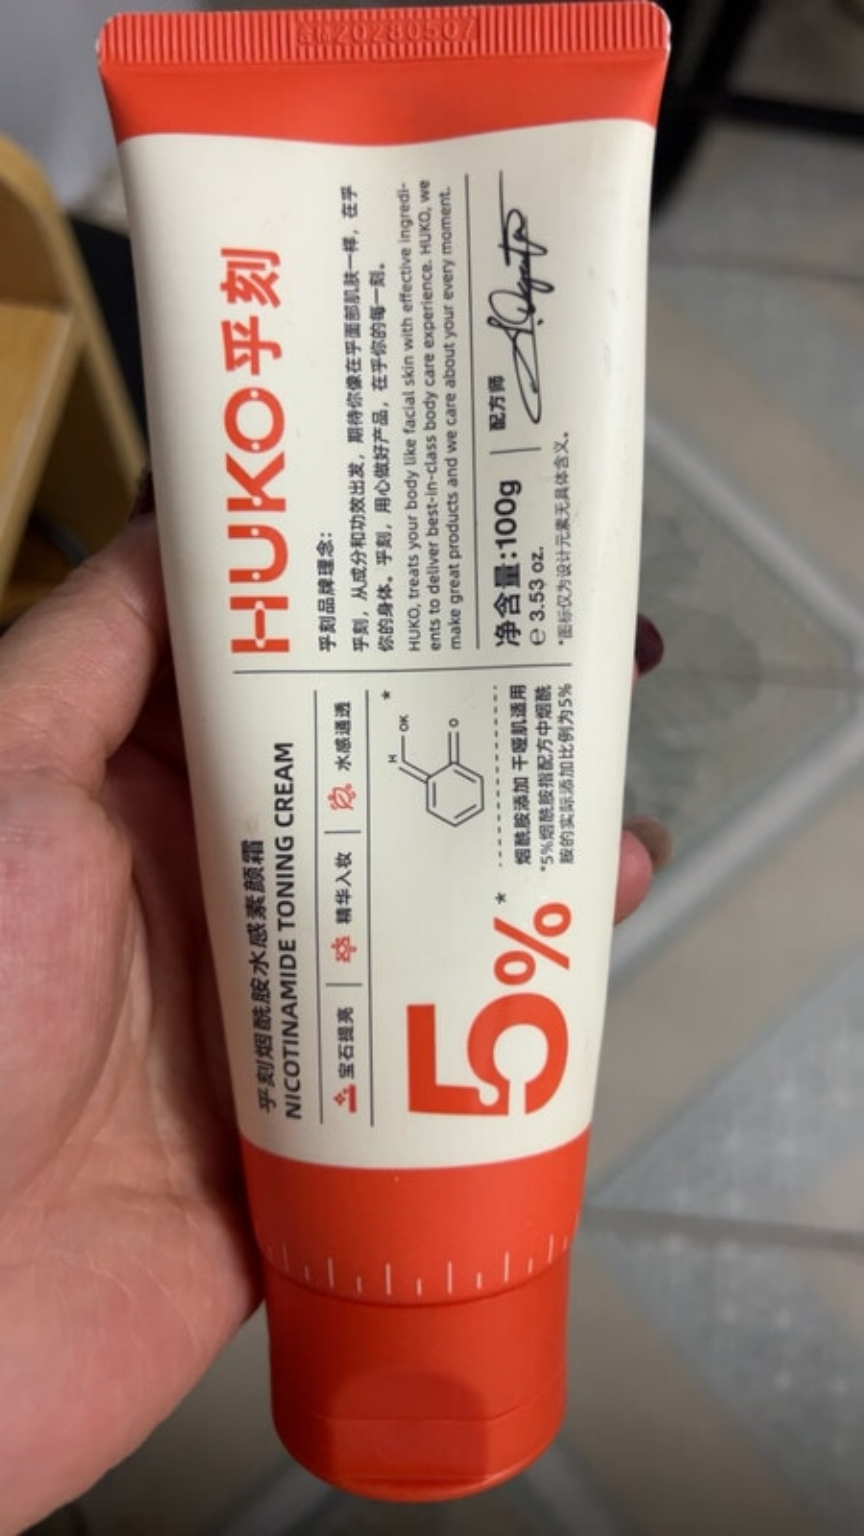 HUKO乎刻
乎刻品牌理念:
乎刻，从成分和功效出发，期待你像在乎面部肌肤一样，在乎
你的身体。乎刻，用心做好产品，在乎你的每一刻。
HUKO, treats your body like facial skin with effective ingredi-
ents to deliver best-in-class body care experience. HUKO, we
make great products and we care about your every moment.
净含量:100g
℮ 3.53 oz.
配方师
*图标仅为设计元素无具体含义。
乎刻烟酰胺水感素颜霜
NICOTINAMIDE TONING CREAM
宝石提亮 | 精华入妆 | 水感通透
H
OK
O
*
5%*
烟酰胺添加 干哑肌适用
*5%烟酰胺指配方中烟酰
胺的实际添加比例为5%
20280507